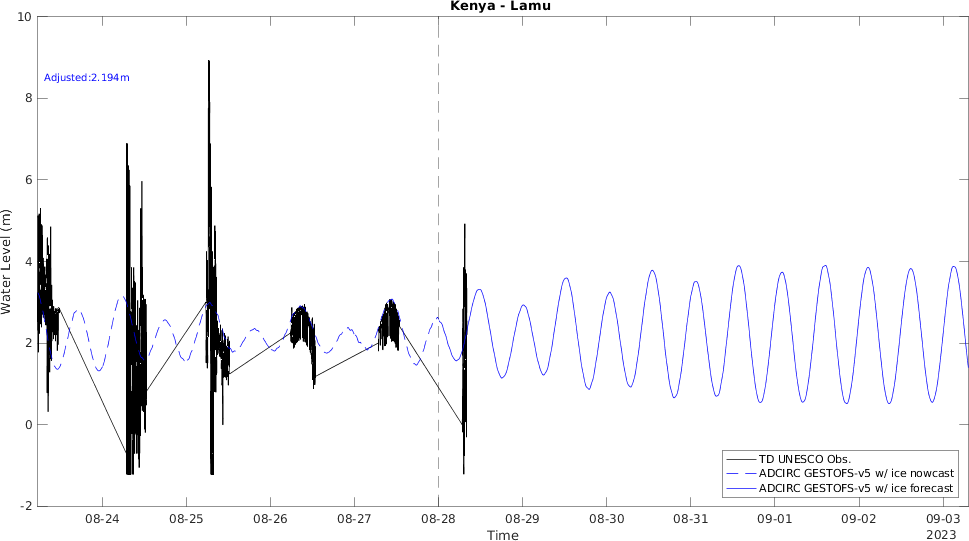 Kenya - Lamu
Adjusted:2.194m
Water Level (m)
10
8
6
4
2
0
-2
TD UNESCO Obs.
ADCIRC GESTOFS-v5 w/ ice nowcast
ADCIRC GESTOFS-v5 w/ ice forecast
08-24 08-25 08-26 08-27 08-28 08-29 08-30 08-31 09-01 09-02 09-03
2023
Time